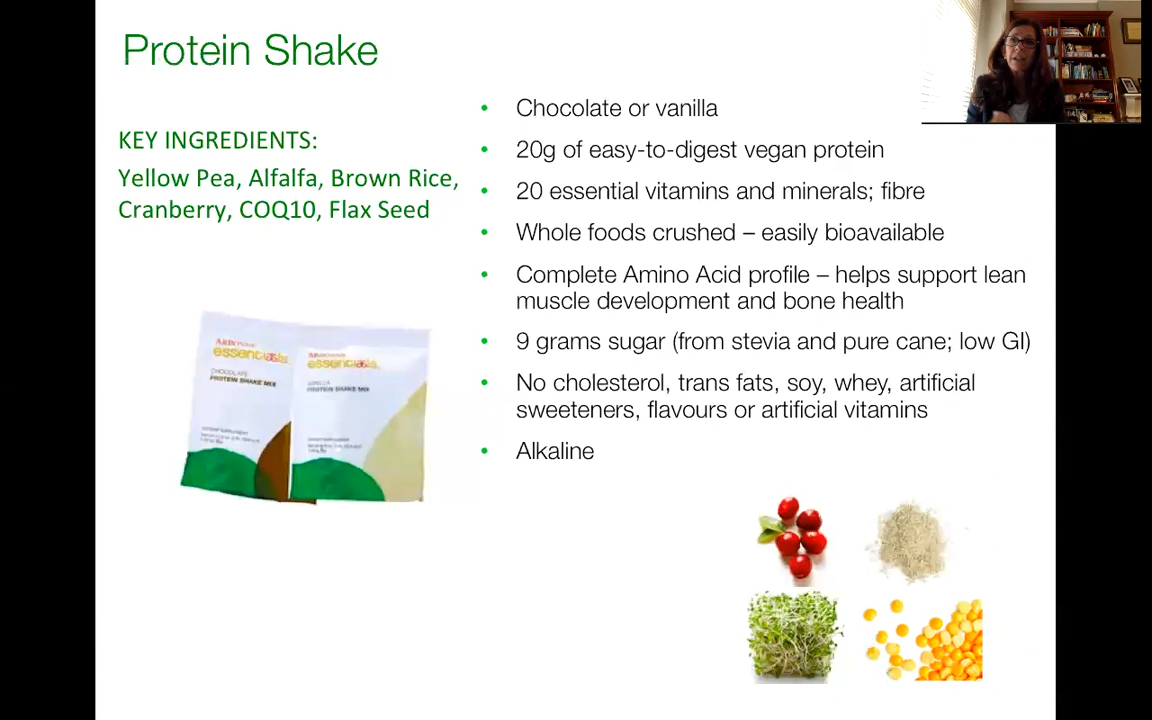 Protein Shake
KEY INGREDIENTS:
Yellow Pea, Alfalfa, Brown Rice,
Cranberry, COQ10, Flax Seed
• Chocolate or vanilla
• 20g of easy-to-digest vegan protein
• 20 essential vitamins and minerals; fibre
• Whole foods crushed – easily bioavailable
• Complete Amino Acid profile – helps support lean
muscle development and bone health
• 9 grams sugar (from stevia and pure cane; low GI)
• No cholesterol, trans fats, soy, whey, artificial
sweeteners, flavours or artificial vitamins
• Alkaline
essentials
CHOCOLATE
PROTEIN SHAKE MIX
essentials
VANILLA
PROTEIN SHAKE MIX